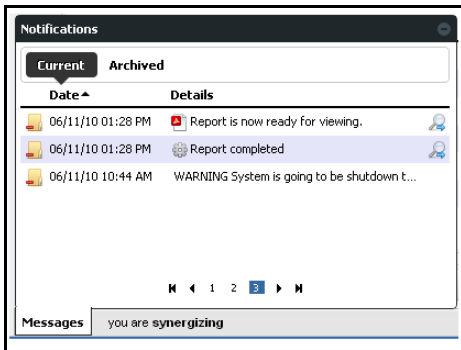 Notifications
Current Archived
Date Details
06/11/10 01:28 PM Report is now ready for viewing.
06/11/10 01:28 PM Report completed
06/11/10 10:44 AM WARNING System is going to be shutdown t...
1 2 3
Messages you are synergizing